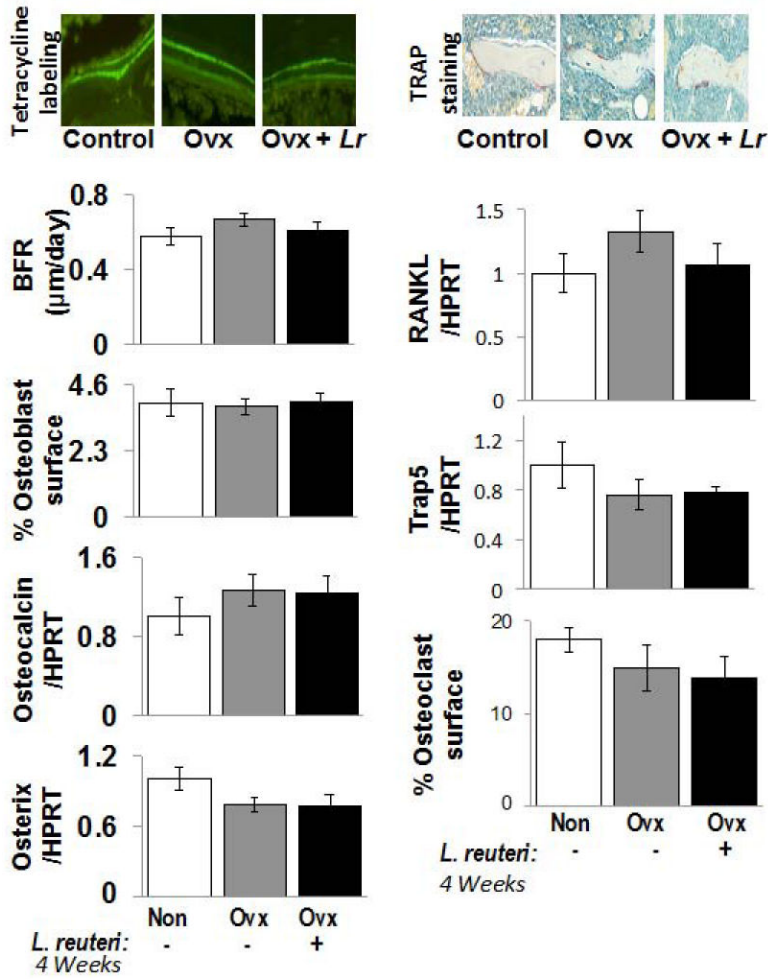 Tetracycline
labeling
Control Ovx Ovx + Lr
BFR
(µm/day)
0.8
0.4
0
% Osteoblast
surface
4.6
2.3
0
Osteocalcin
/HPRT
1.6
0.8
0
Osterix
/HPRT
1.2
0.6
0
Non Ovx Ovx
L. reuteri: - - +
4 Weeks
TRAP
staining
Control Ovx Ovx + Lr
RANKL
/HPRT
1.5
1
0.5
0
Trap5
/HPRT
1.2
0.8
0.4
0
% Osteoclast
surface
20
10
0
Non Ovx Ovx
L. reuteri: - - +
4 Weeks